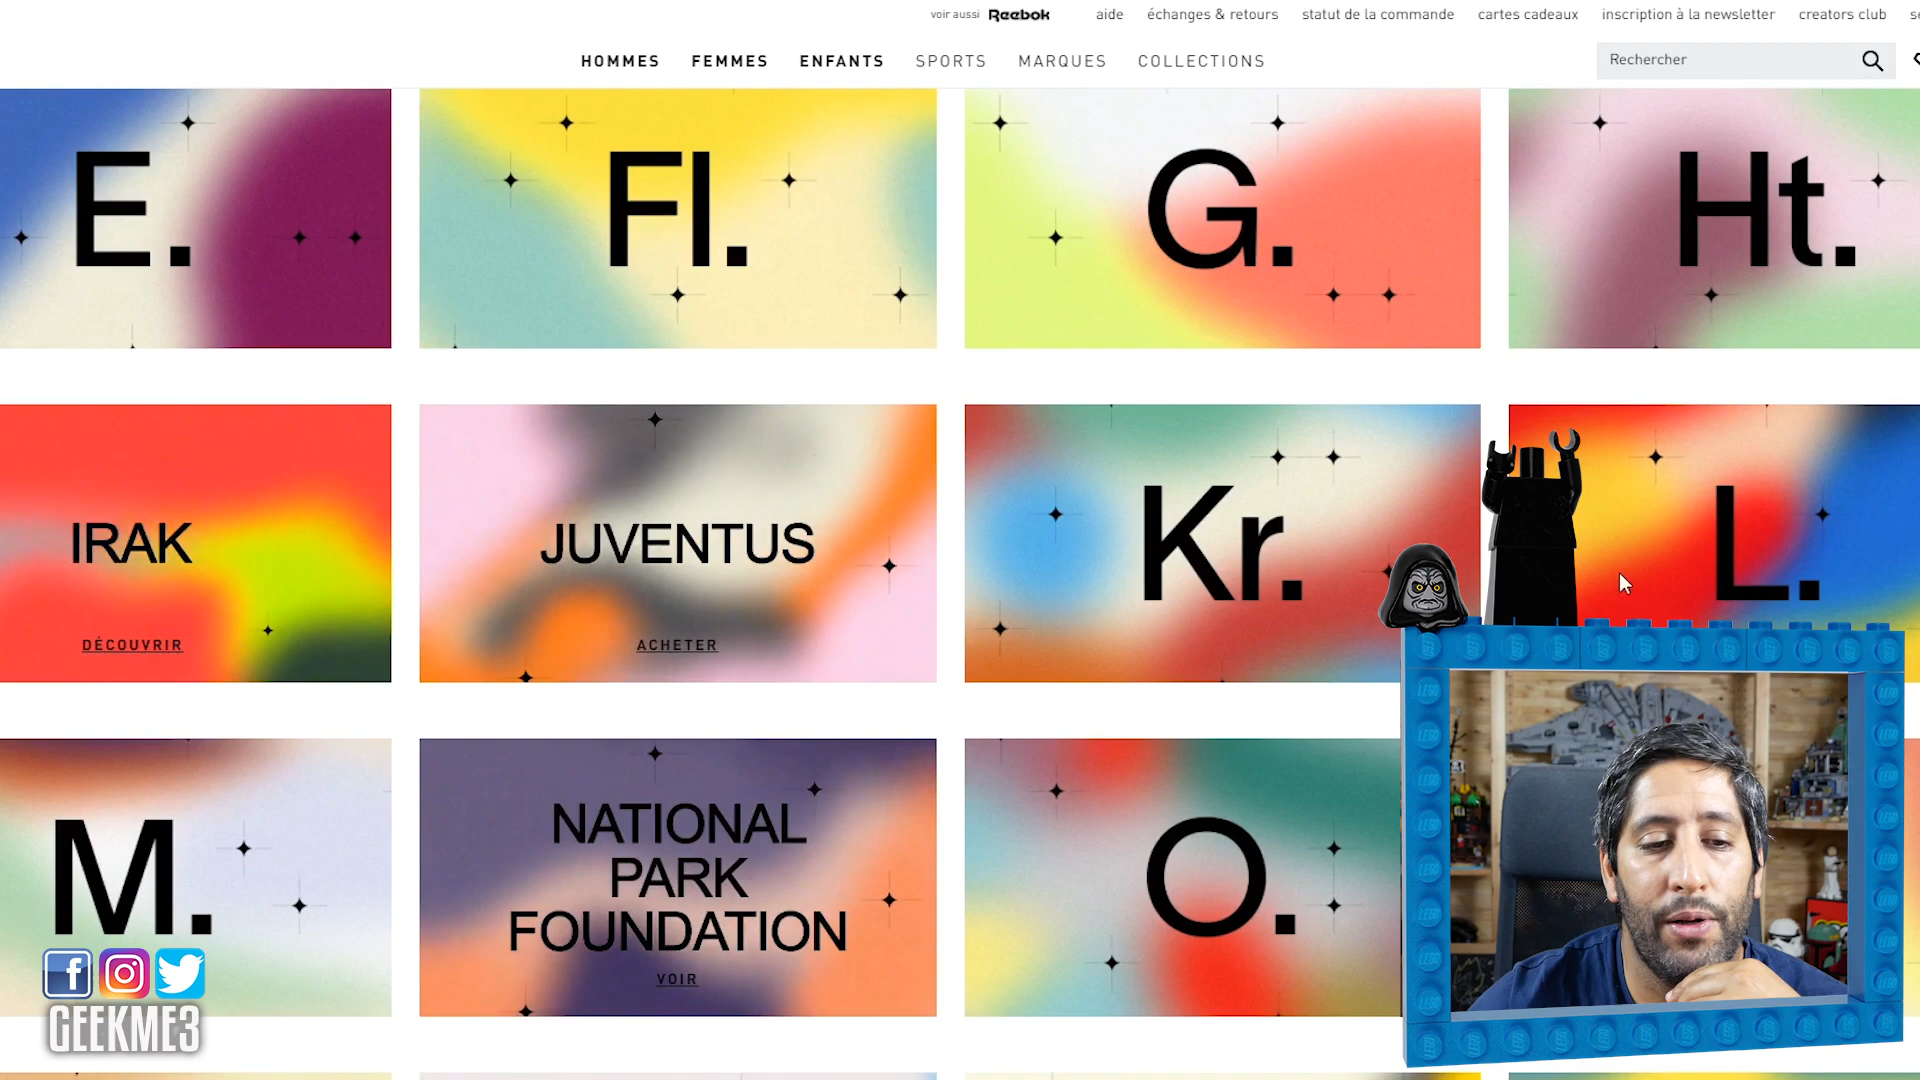 voir aussi Reebok aide échanges & retours statut de la commande cartes cadeaux inscription à la newsletter creators club
HOMMES FEMMES ENFANTS SPORTS MARQUES COLLECTIONS
Rechercher
E. Fl. G. Ht.
IRAK
DÉCOUVRIR
JUVENTUS
ACHETER
Kr. L.
M.
NATIONAL
PARK
FOUNDATION
VOIR
O.
GEEKME3